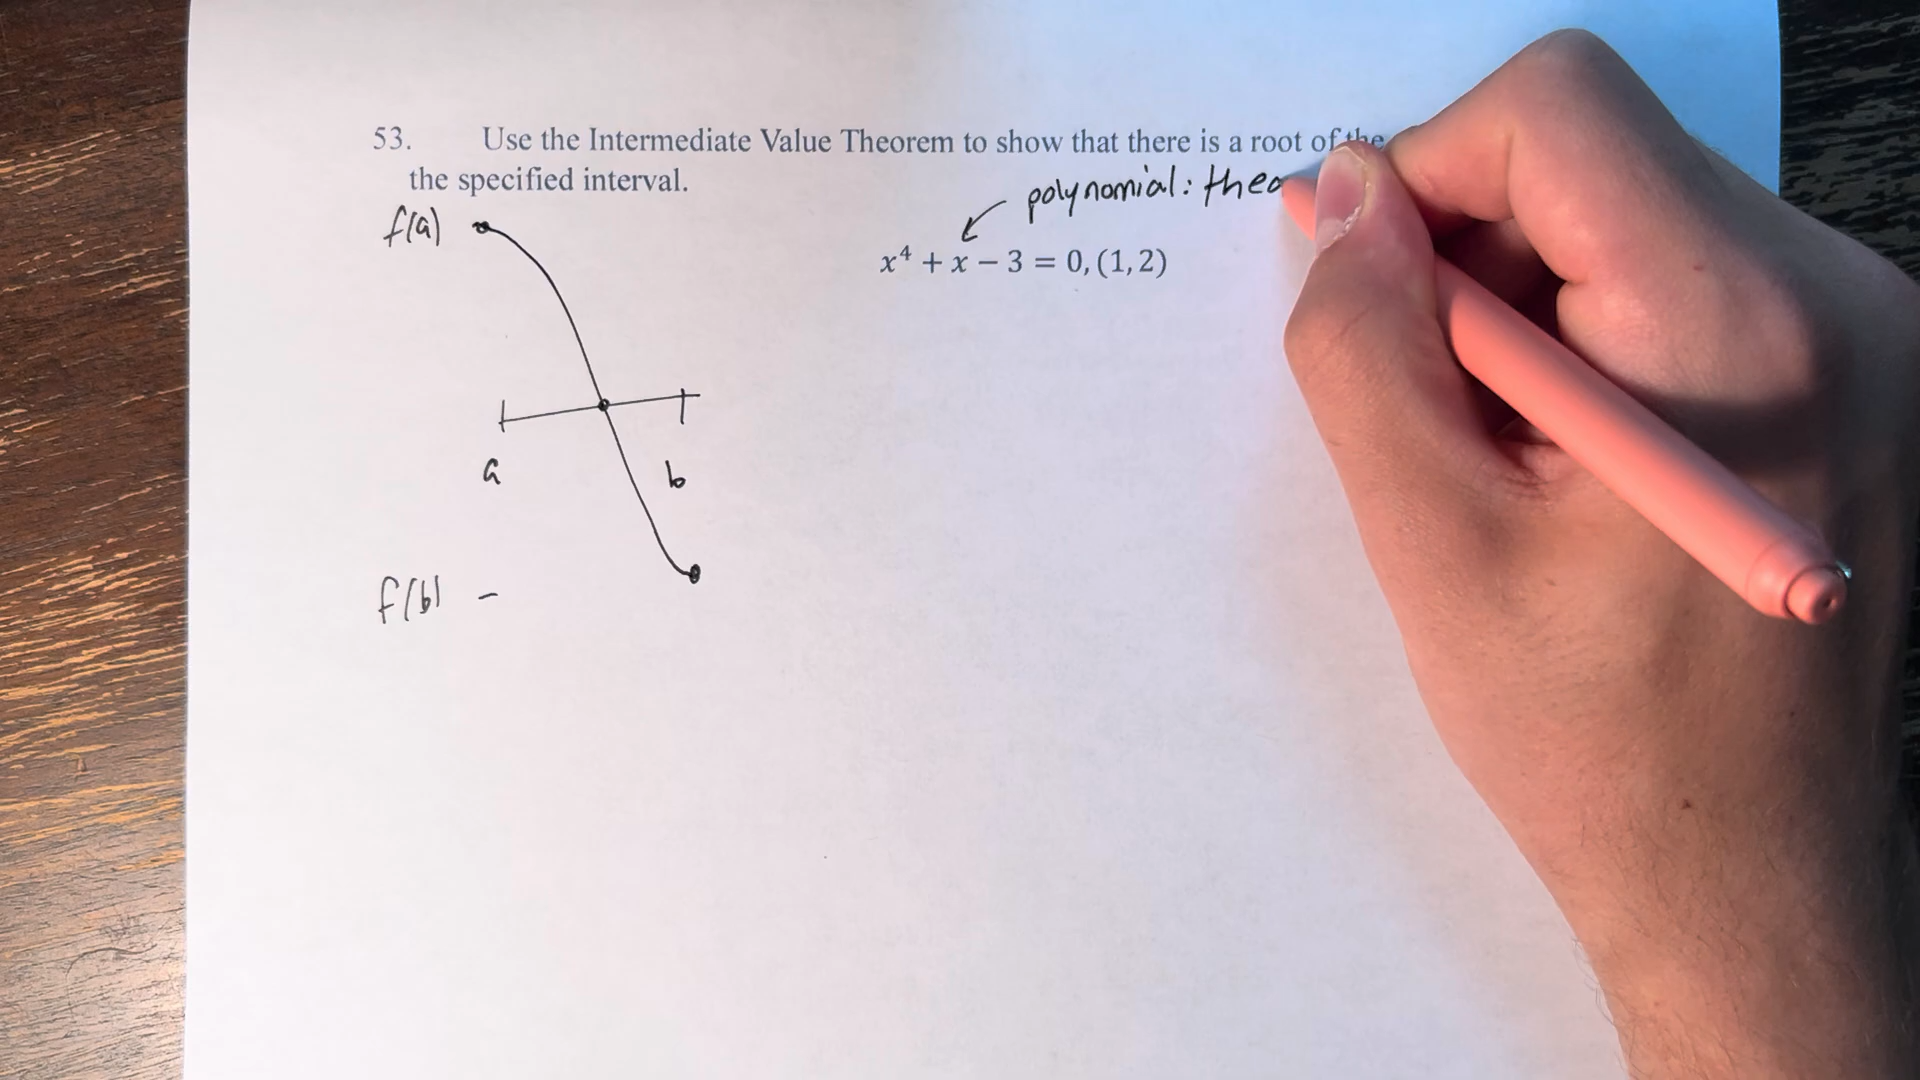 53. Use the Intermediate Value Theorem to show that there is a root of the
the specified interval.
polynomial: theo
f(a)
x⁴ + x − 3 = 0, (1, 2)
a
b
f(b) –